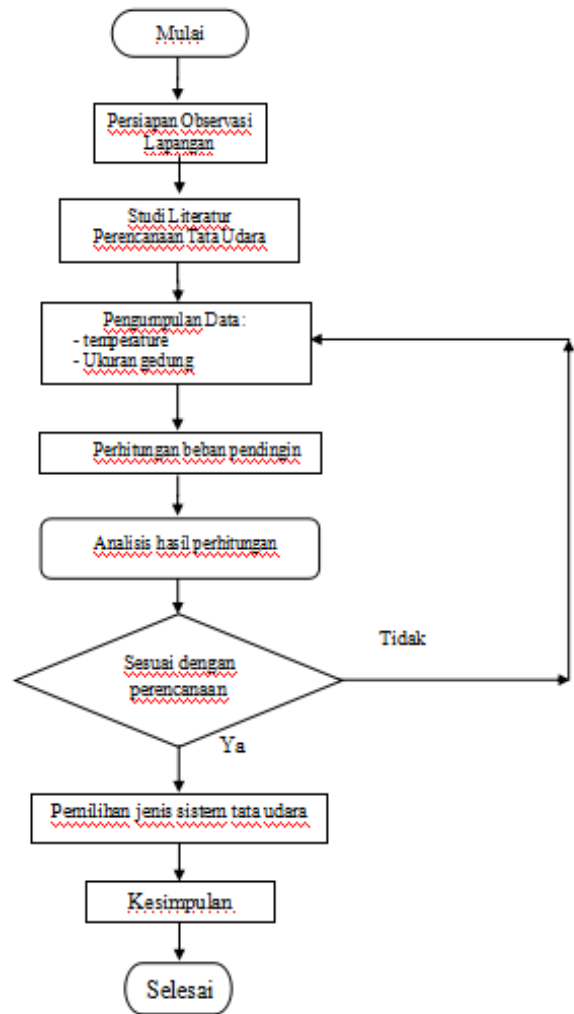 Mulai
Persiapan Observasi
Lapangan
Studi Literatur
Perencanaan Tata Udara
Pengumpulan Data :
- temperature
- Ukuran gedung
Perhitungan beban pendingin
Analisis hasil perhitungan
Sesuai dengan
perencanaan
Tidak
Ya
Pemilihan jenis sistem tata udara
Kesimpulan
Selesai